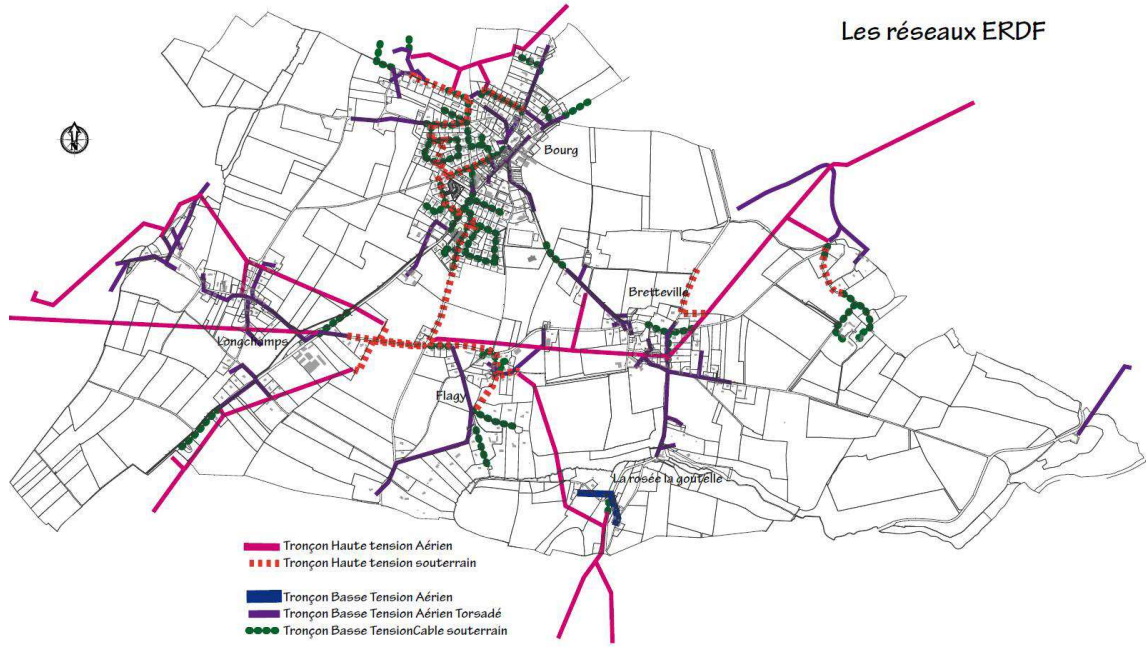 Les réseaux ERDF
N
Bourg
Bretteville
Longchamps
Flagy
La rosée la goutelle
Tronçon Haute tension Aérien
Tronçon Haute tension souterrain
Tronçon Basse Tension Aérien
Tronçon Basse Tension Aérien Torsadé
Tronçon Basse TensionCable souterrain